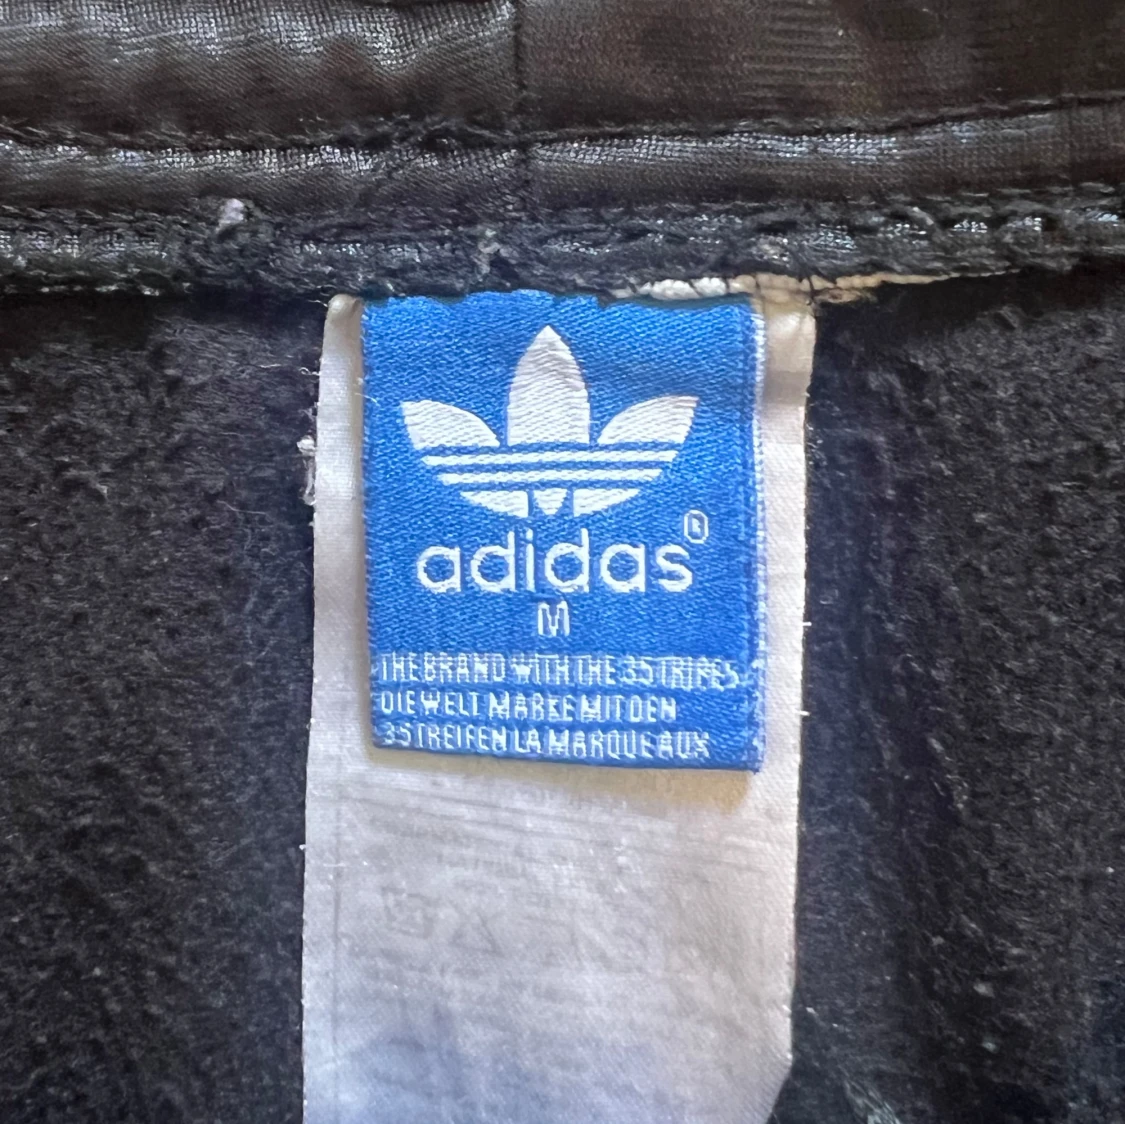 adidas®
M
THE BRAND WITH THE 3 STRIPES
DIE WELT MARKE MIT DEN
3 STREIFEN LA MARQUE AUX